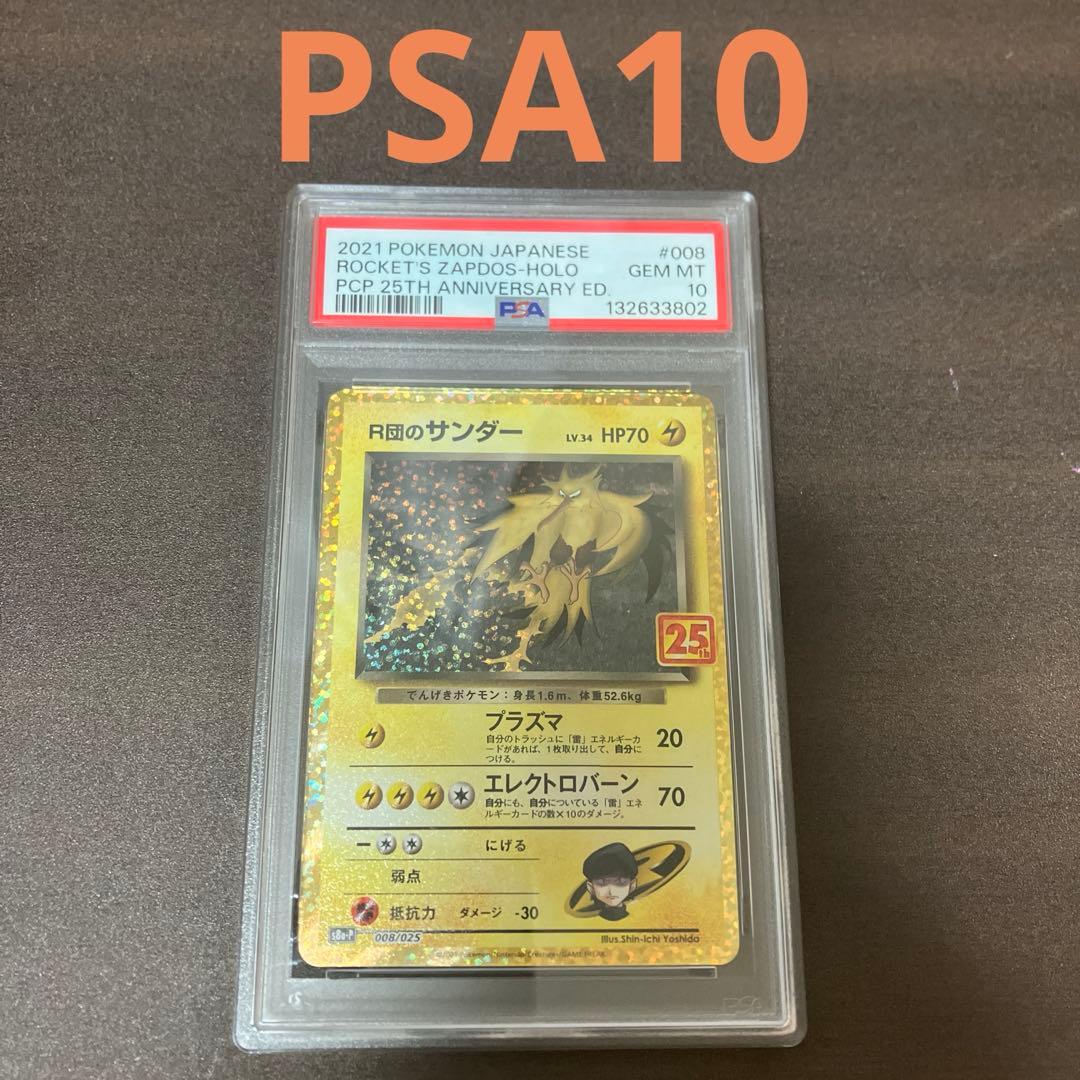 PSA10
2021 POKEMON JAPANESE #008
ROCKET'S ZAPDOS-HOLO GEM MT
PCP 25TH ANNIVERSARY ED. 10
PSA 132633802
R団のサンダー LV.34 HP70
25th
でんげきポケモン:身長1.6m、体重52.6kg
プラズマ
自分のトラッシュに「雷」エネルギーカ
ードがあれば、1枚取り出して、自分に
つける。
20
エレクトロバーン
自分にも、自分についている「雷」エネ
ルギーカードの数×10のダメージ。
70
にげる
弱点
抵抗力 ダメージ -30
s8a-P 008/025 Illus.Shin-ichi Yoshida
PSA